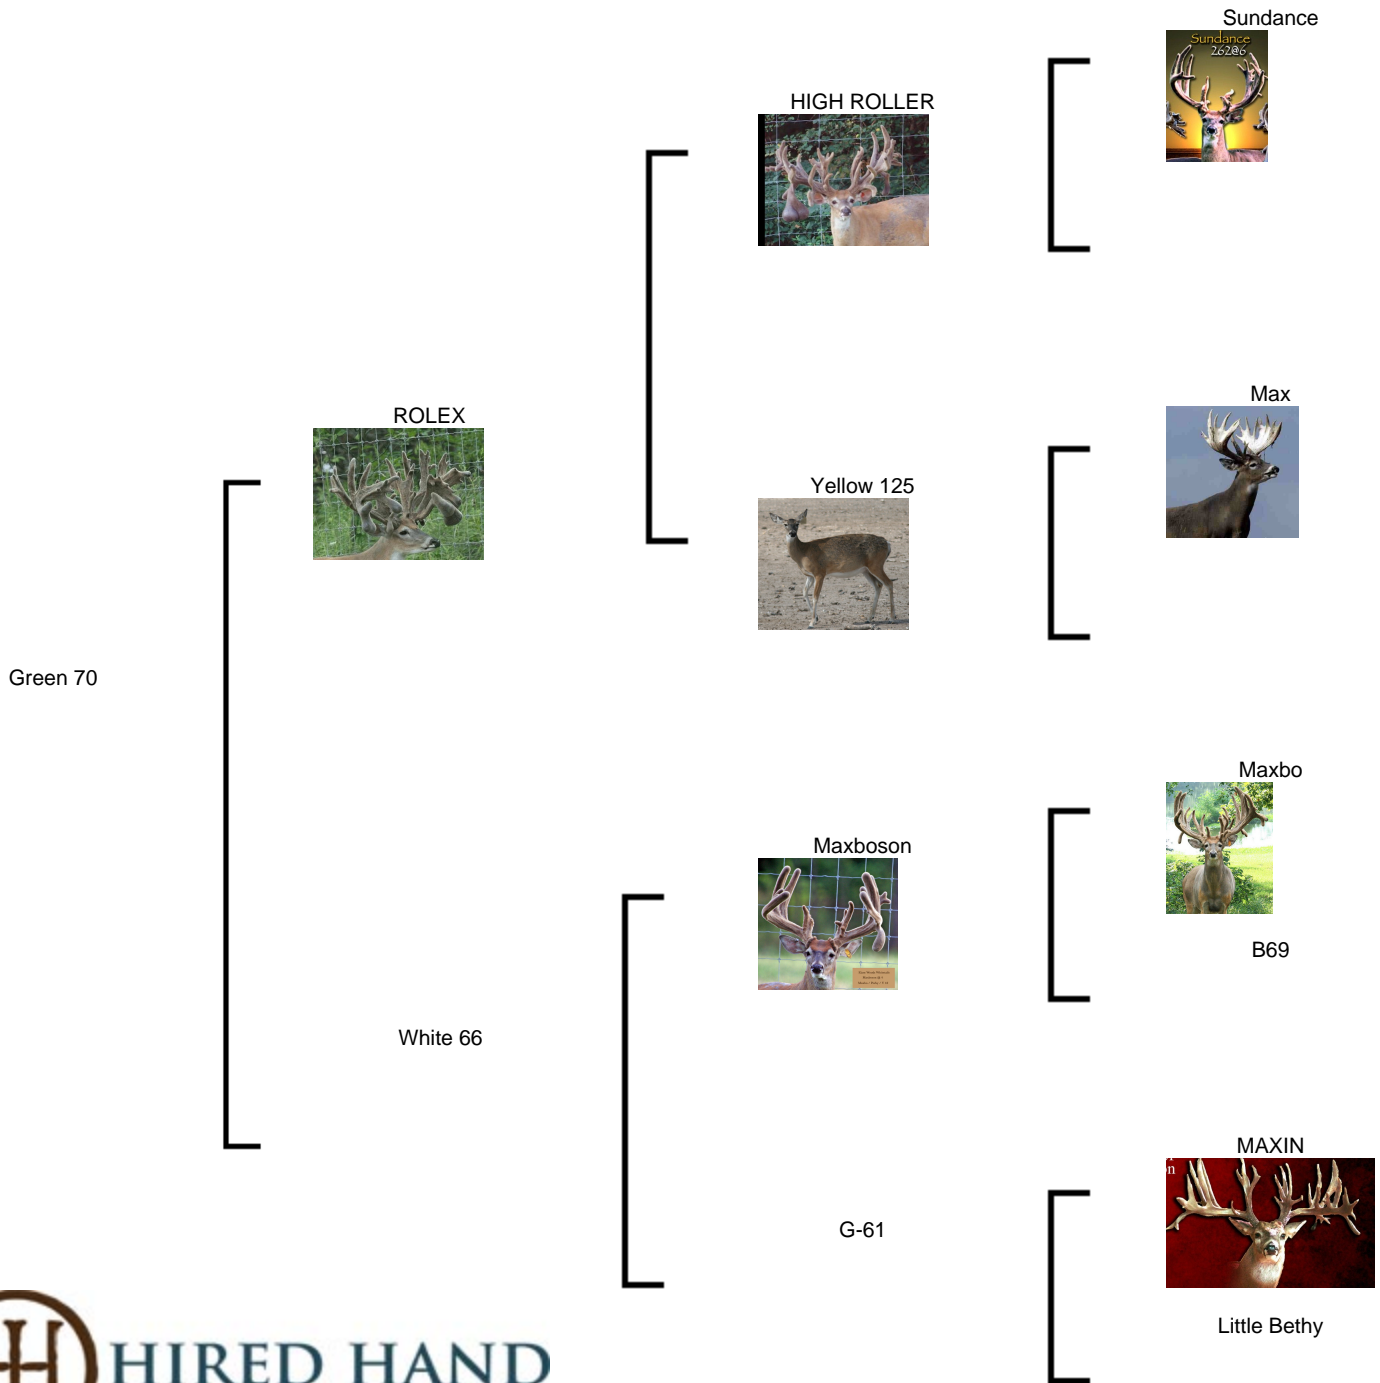 Sundance
Sundance
262@6
HIGH ROLLER
Max
ROLEX
Yellow 125
Green 70
Maxbo
Maxboson
B69
White 66
MAXIN
n
G-61
Little Bethy
H HIRED HAND